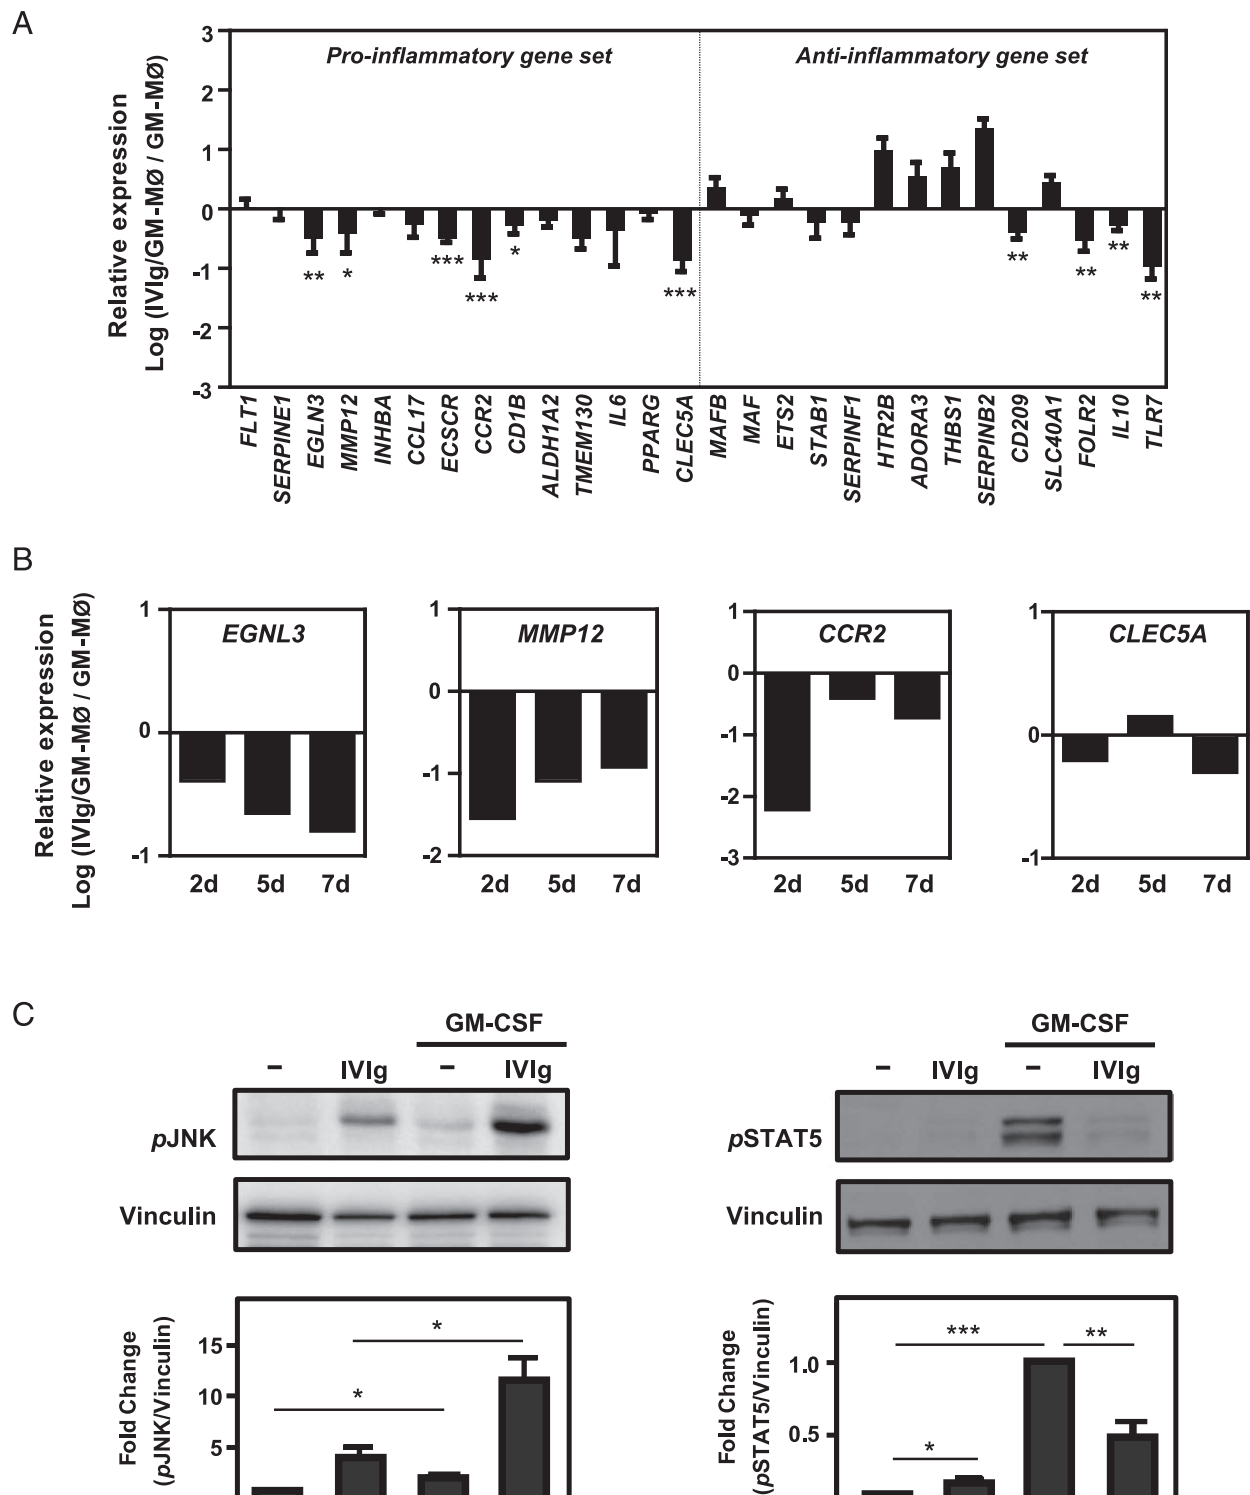 A
Pro-inflammatory gene set
Anti-inflammatory gene set
Relative expression
Log (IVIg/GM-MØ / GM-MØ)
3
2
1
0
-1
-2
-3
** * *** *** * *** ** ** ** **
FLT1 SERPINE1 EGLN3 MMP12 INHBA CCL17 ECSCR CCR2 CD1B ALDH1A2 TMEM130 IL6 PPARG CLEC5A MAFB MAF ETS2 STAB1 SERPINF1 HTR2B ADORA3 THBS1 SERPINB2 CD209 SLC40A1 FOLR2 IL10 TLR7
B
Relative expression
Log (IVIg/GM-MØ / GM-MØ)
EGNL3
1
0
-1
2d 5d 7d
MMP12
1
0
-1
-2
2d 5d 7d
CCR2
1
0
-1
-2
-3
2d 5d 7d
CLEC5A
1
0
-1
2d 5d 7d
C
GM-CSF
– IVIg – IVIg
pJNK
Vinculin
Fold Change
(pJNK/Vinculin)
15
10
5
*
*
GM-CSF
– IVIg – IVIg
pSTAT5
Vinculin
Fold Change
(pSTAT5/Vinculin)
1.0
0.5
*** **
*